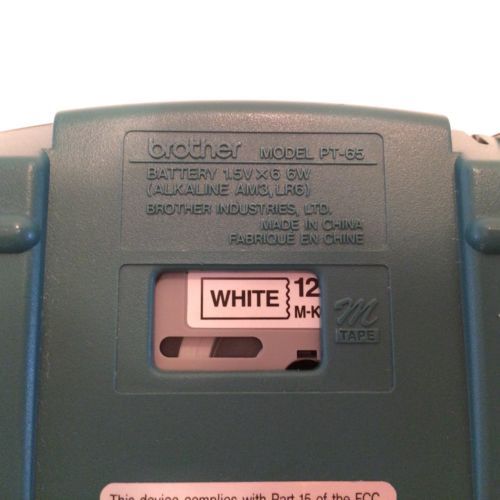 brother MODEL PT-65
BATTERY 1.5V×6 6W
(ALKALINE AM3, LR6)
BROTHER INDUSTRIES, LTD.
MADE IN CHINA
FABRIQUÉ EN CHINE
WHITE
12
M-K
M
TAPE
This device complies with Part 15 of the FCC